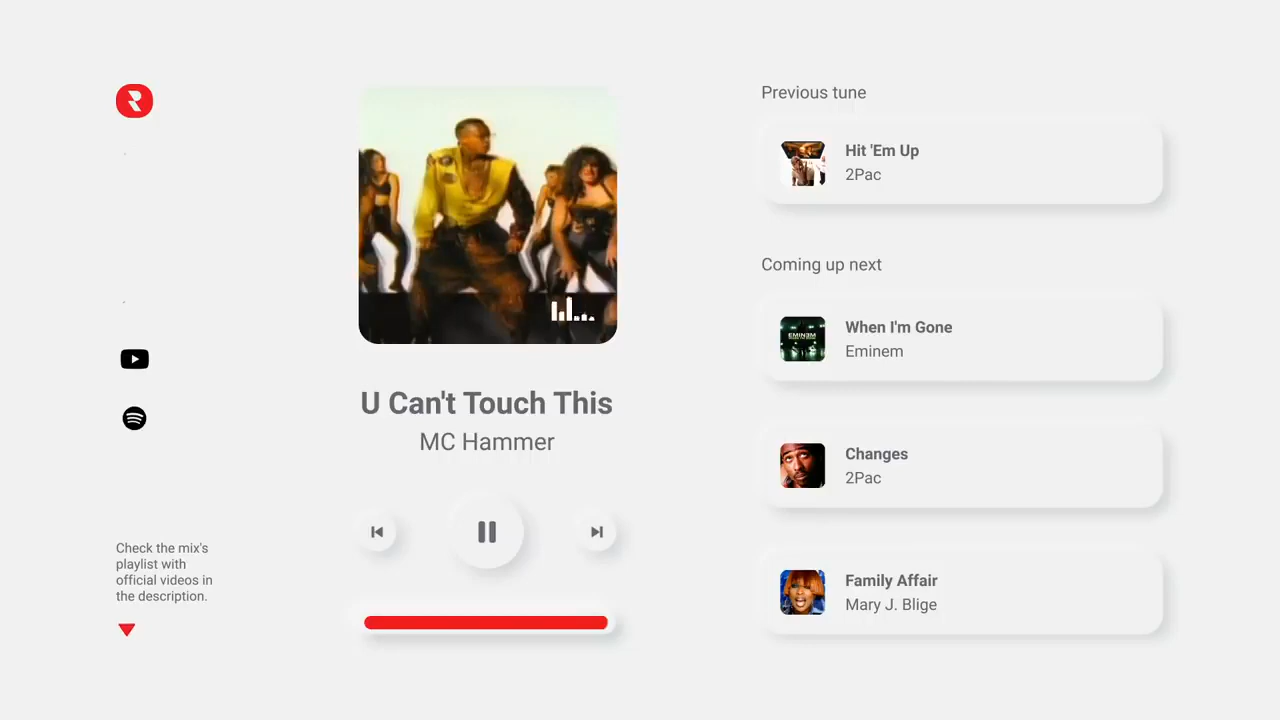 Check the mix's
playlist with
official videos in
the description.
U Can't Touch This
MC Hammer
Previous tune
Hit 'Em Up
2Pac
Coming up next
EMINEM
When I'm Gone
Eminem
Changes
2Pac
Family Affair
Mary J. Blige